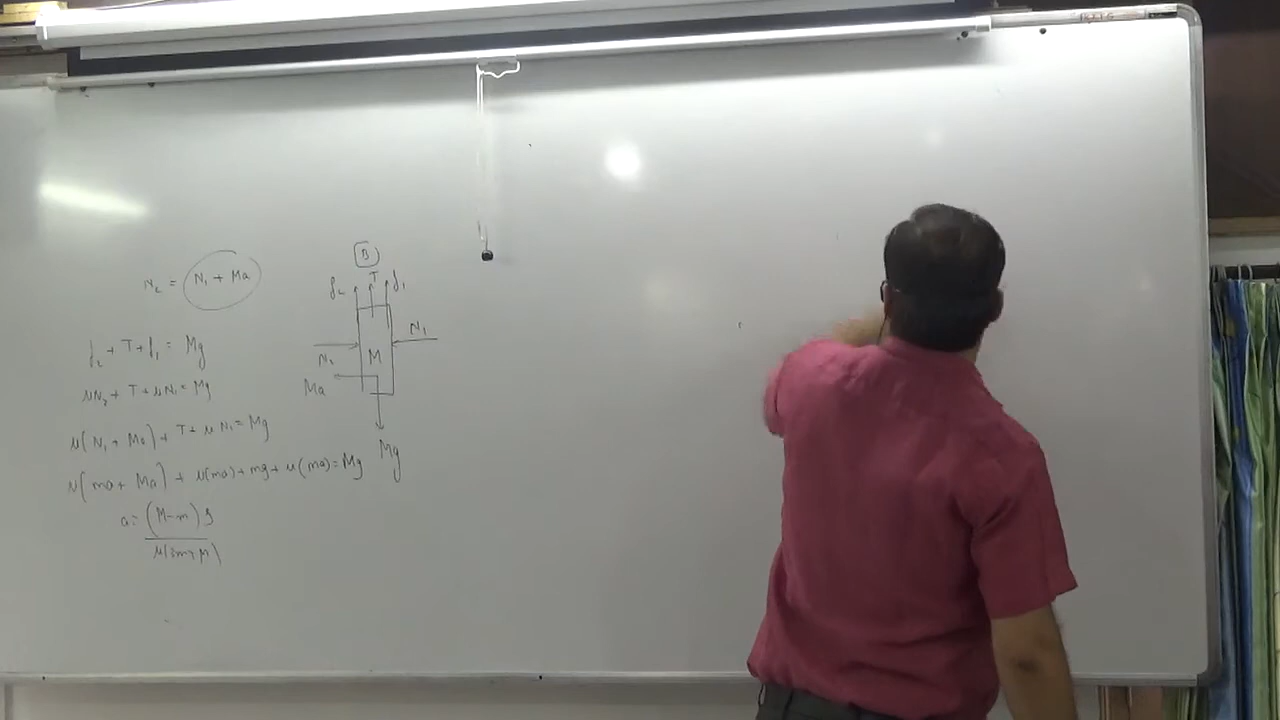 N₂ = N₁ + Ma
f₂ + T + f₁ = Mg
μN₂ + T + μN₁ = Mg
μ(N₁ + Ma) + T + μN₁ = Mg
μ(ma + Ma) + μ(ma) + mg + μ(ma) = Mg
a = (M-m)g
μ(3m+M)
B
f₂ T f₁
N₁
N₂ M
Ma
Mg